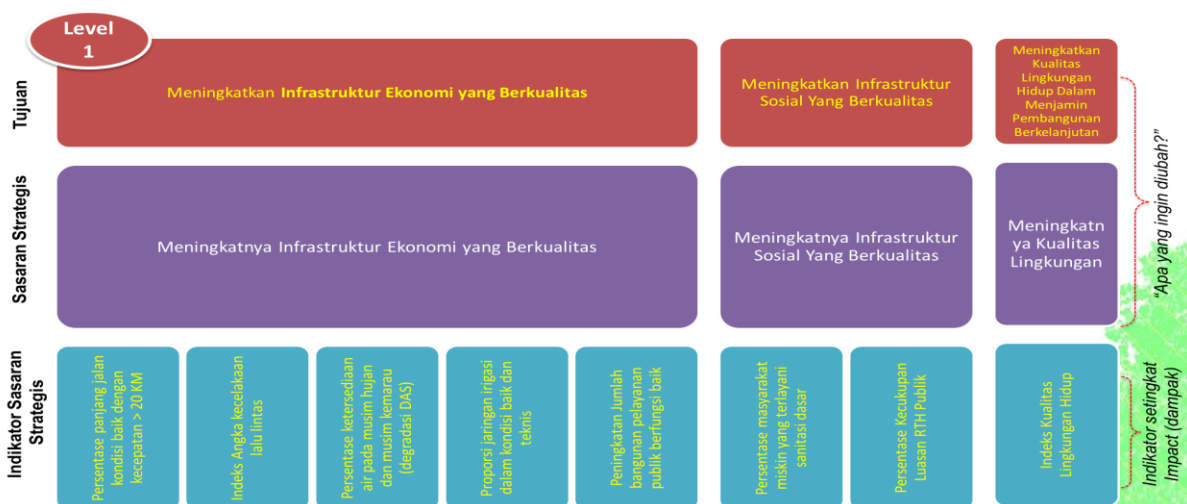 Level
1
Tujuan
Meningkatkan Infrastruktur Ekonomi yang Berkualitas
Meningkatkan Infrastruktur
Sosial Yang Berkualitas
Meningkatkan
Kualitas
Lingkungan
Hidup Dalam
Menjamin
Pembangunan
Berkelanjutan
Sasaran Strategis
Meningkatnya Infrastruktur Ekonomi yang Berkualitas
Meningkatnya Infrastruktur
Sosial Yang Berkualitas
Meningkatn
ya Kualitas
Lingkungan
"Apa yang ingin diubah?"
Indikator Sasaran
Strategis
Persentase panjang jalan
kondisi baik dengan
kecepatan > 20 KM
Indeks Angka kecelakaan
lalu lintas
Persentase ketersediaan
air pada musim hujan
dan musim kemarau
(degradasi DAS)
Proporsi jaringan irigasi
dalam kondisi baik dan
teknis
Peningkatan Jumlah
bangunan pelayanan
publik berfungsi baik
Persentase masyarakat
miskin yang terlayani
sanitasi dasar
Persentase Kecukupan
Luasan RTH Publik
Indeks Kualitas
Lingkungan Hidup
Indikator setingkat
Impact (dampak)